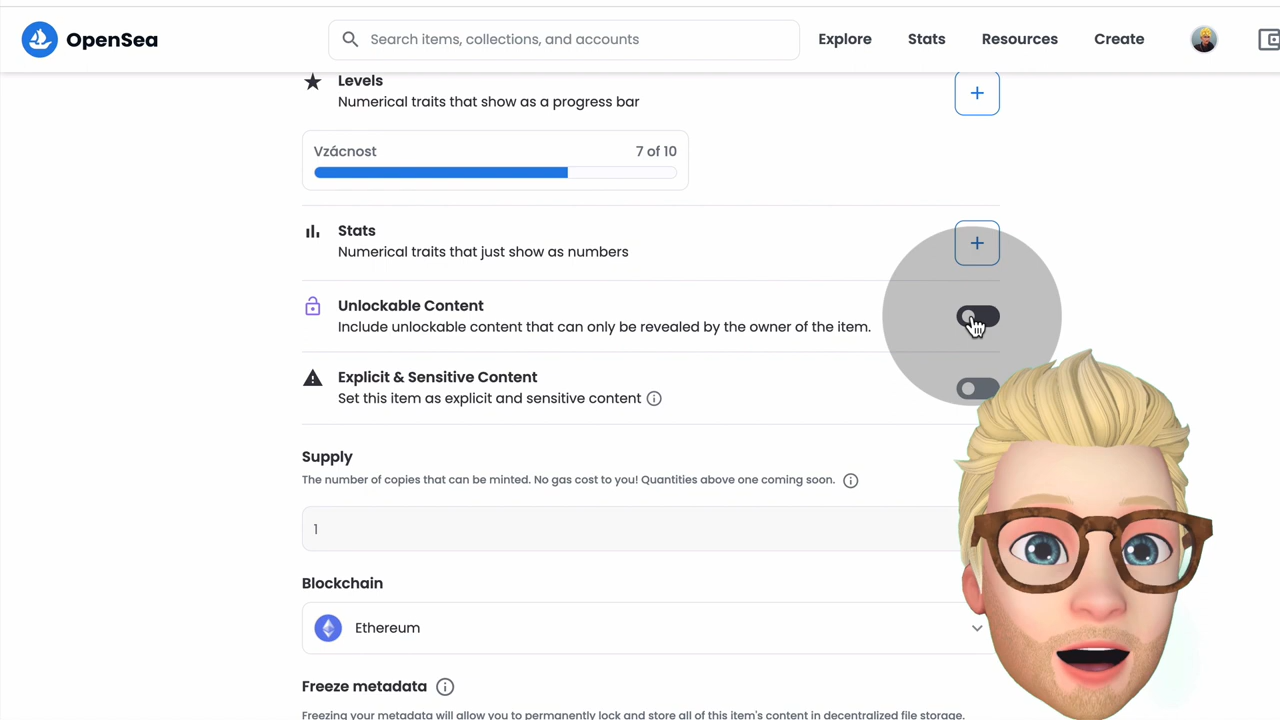 OpenSea
Search items, collections, and accounts
Explore
Stats
Resources
Create
Levels
Numerical traits that show as a progress bar
Vzácnost
7 of 10
Stats
Numerical traits that just show as numbers
Unlockable Content
Include unlockable content that can only be revealed by the owner of the item.
Explicit & Sensitive Content
Set this item as explicit and sensitive content
Supply
The number of copies that can be minted. No gas cost to you! Quantities above one coming soon.
1
Blockchain
Ethereum
Freeze metadata
Freezing your metadata will allow you to permanently lock and store all of this item's content in decentralized file storage.